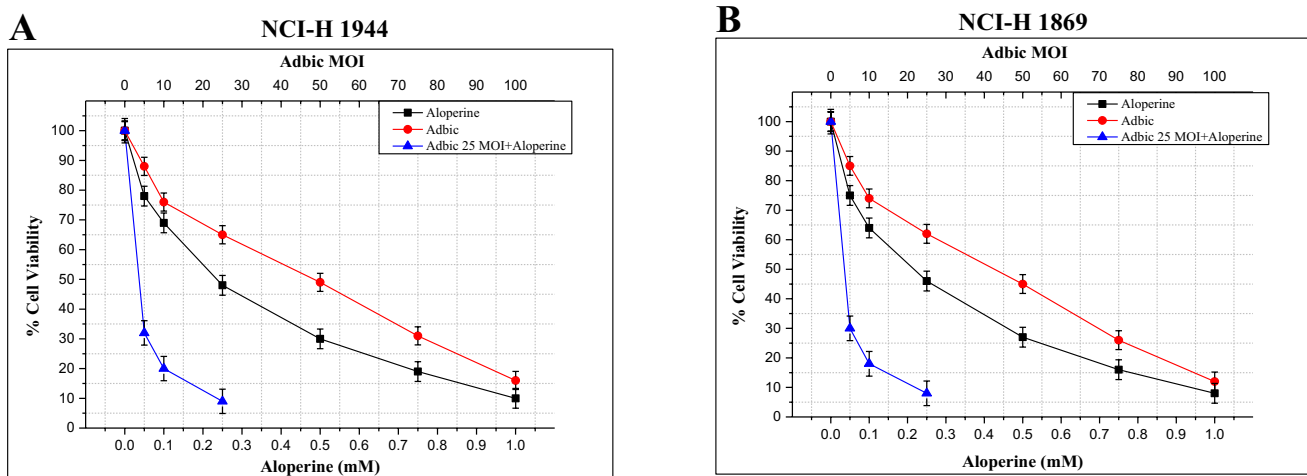 A
NCI-H 1944
Adbic MOI
0 10 20 30 40 50 60 70 80 90 100
Aloperine
Adbic
Adbic 25 MOI+Aloperine
% Cell Viability
100
90
80
70
60
50
40
30
20
10
0
0.0 0.1 0.2 0.3 0.4 0.5 0.6 0.7 0.8 0.9 1.0
Aloperine (mM)
B
NCI-H 1869
Adbic MOI
0 10 20 30 40 50 60 70 80 90 100
Aloperine
Adbic
Adbic 25 MOI+Aloperine
% Cell Viability
100
90
80
70
60
50
40
30
20
10
0
0.0 0.1 0.2 0.3 0.4 0.5 0.6 0.7 0.8 0.9 1.0
Aloperine (mM)